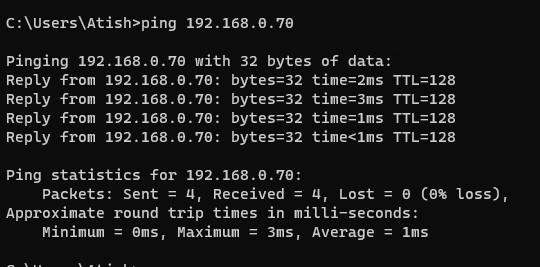 C:\Users\Atish>ping 192.168.0.70
Pinging 192.168.0.70 with 32 bytes of data:
Reply from 192.168.0.70: bytes=32 time=2ms TTL=128
Reply from 192.168.0.70: bytes=32 time=3ms TTL=128
Reply from 192.168.0.70: bytes=32 time=1ms TTL=128
Reply from 192.168.0.70: bytes=32 time<1ms TTL=128
Ping statistics for 192.168.0.70:
    Packets: Sent = 4, Received = 4, Lost = 0 (0% loss),
Approximate round trip times in milli-seconds:
    Minimum = 0ms, Maximum = 3ms, Average = 1ms